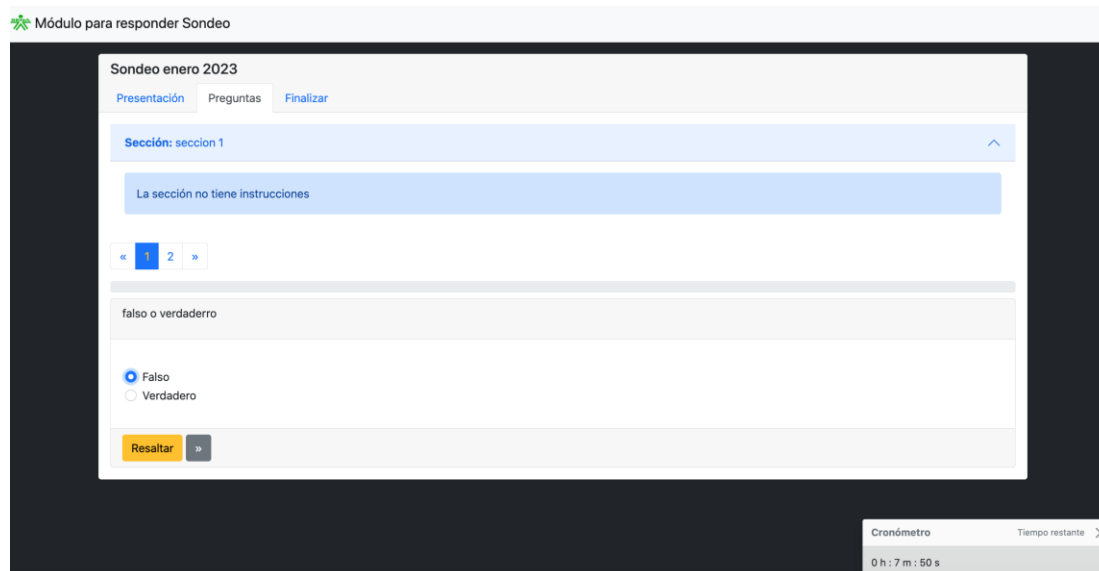 Módulo para responder Sondeo
Sondeo enero 2023
Presentación Preguntas Finalizar
Sección: seccion 1
La sección no tiene instrucciones
« 1 2 »
falso o verdaderro
Falso
Verdadero
Resaltar »
Cronómetro Tiempo restante
0 h : 7 m : 50 s